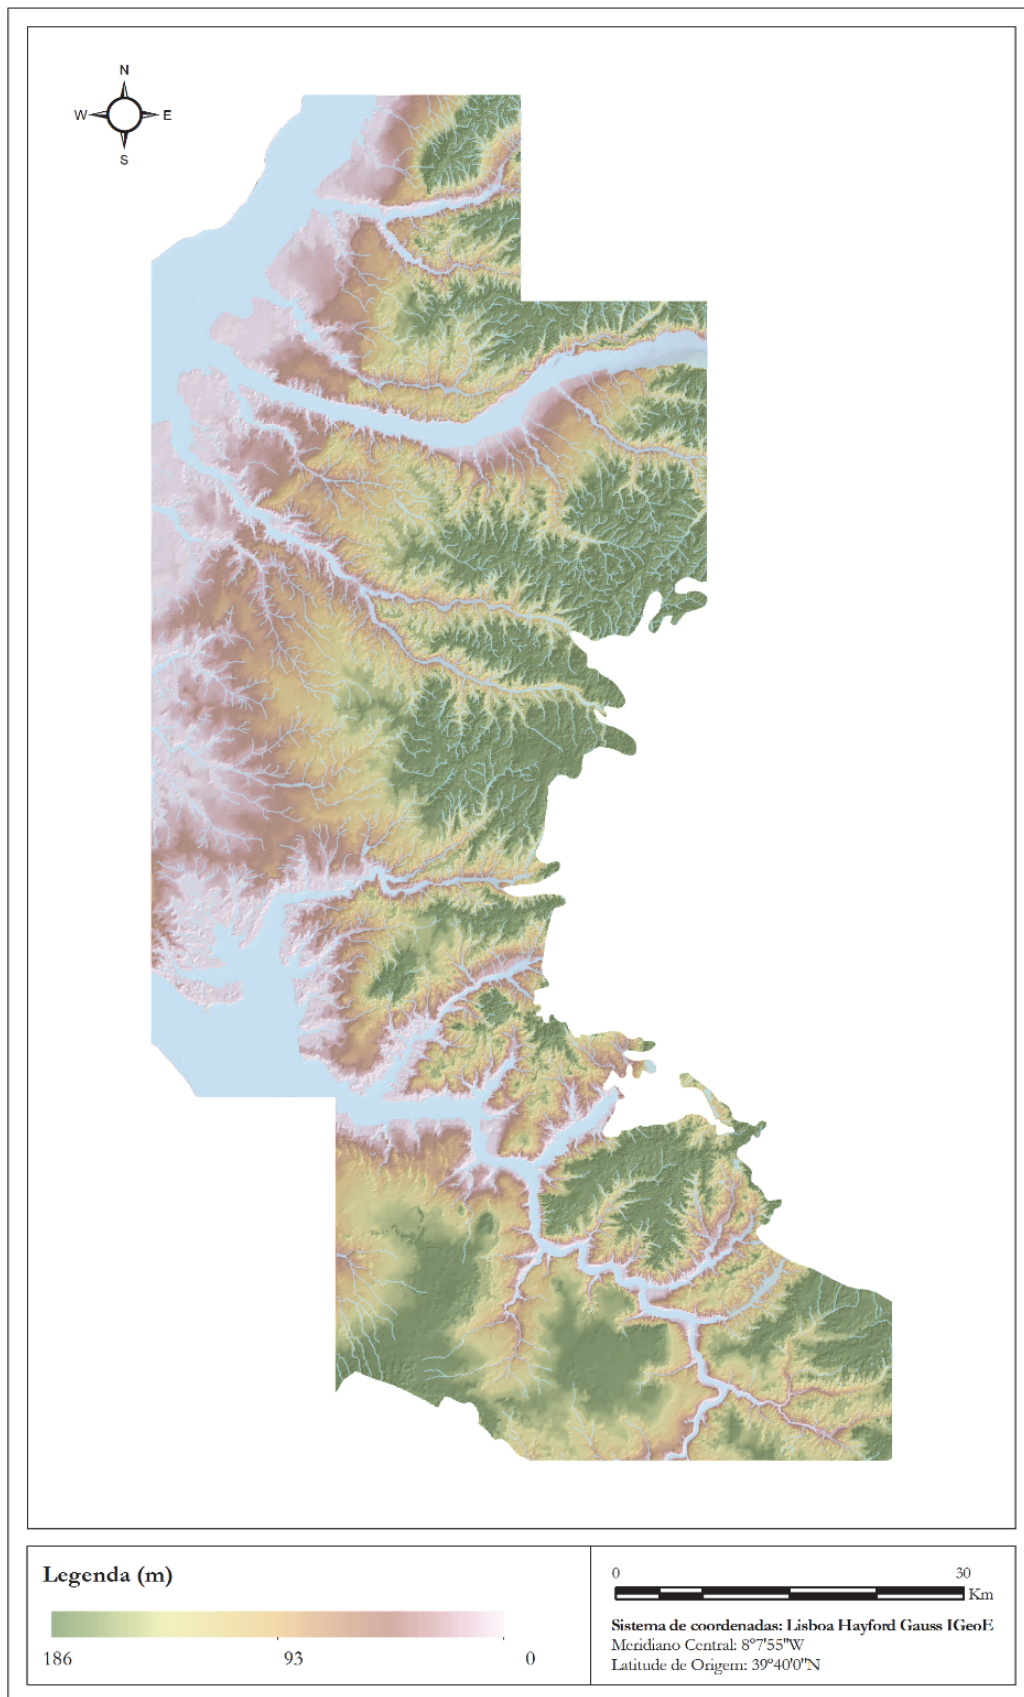 N
W E
S
Legenda (m)
186 93 0
0 30
Km
Sistema de coordenadas: Lisboa Hayford Gauss IGeoE
Meridiano Central: 8°7'55"W
Latitude de Origem: 39°40'0"N